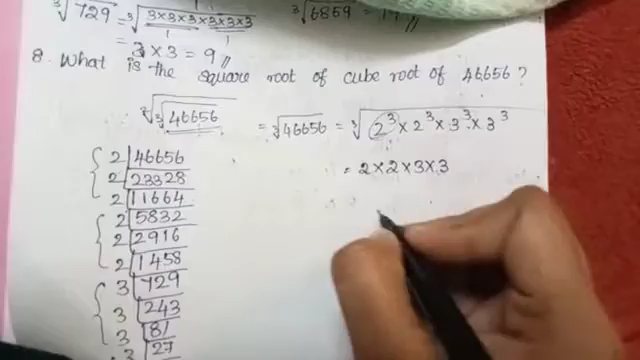 ∛729 = ∛3×3×3×3×3×3
= 3 × 3 = 9 //
∛6859 = 19 //
8. What is the square root of cube root of 46656 ?
²√∛46656 = ∛46656 = ∛2³ × 2³ × 3³ × 3³
= 2 × 2 × 3 × 3
2 46656
2 23328
2 11664
2 5832
2 2916
2 1458
3 729
3 243
3 81
3 27